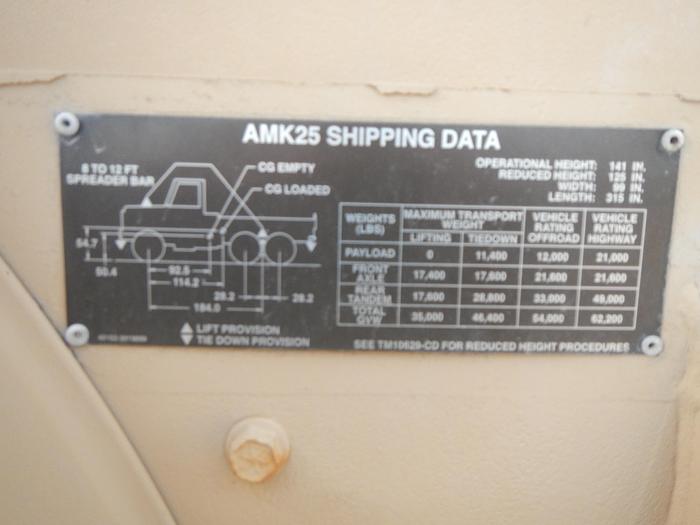 AMK25 SHIPPING DATA
8 TO 12 FT
SPREADER BAR
CG EMPTY
CG LOADED
54.7
50.4
92.5
114.2
28.2
28.2
184.0
LIFT PROVISION
TIE DOWN PROVISION
OPERATIONAL HEIGHT: 141 IN.
REDUCED HEIGHT: 125 IN.
WIDTH: 99 IN.
LENGTH: 315 IN.
WEIGHTS (LBS) MAXIMUM TRANSPORT WEIGHT VEHICLE RATING OFFROAD VEHICLE RATING HIGHWAY
LIFTING TIEDOWN
PAYLOAD 0 11,400 12,000 21,000
FRONT AXLE 17,400 17,600 21,600 21,600
REAR TANDEM 17,600 28,800 33,000 49,000
TOTAL GVW 35,000 46,400 54,000 62,200
SEE TM10629-CD FOR REDUCED HEIGHT PROCEDURES